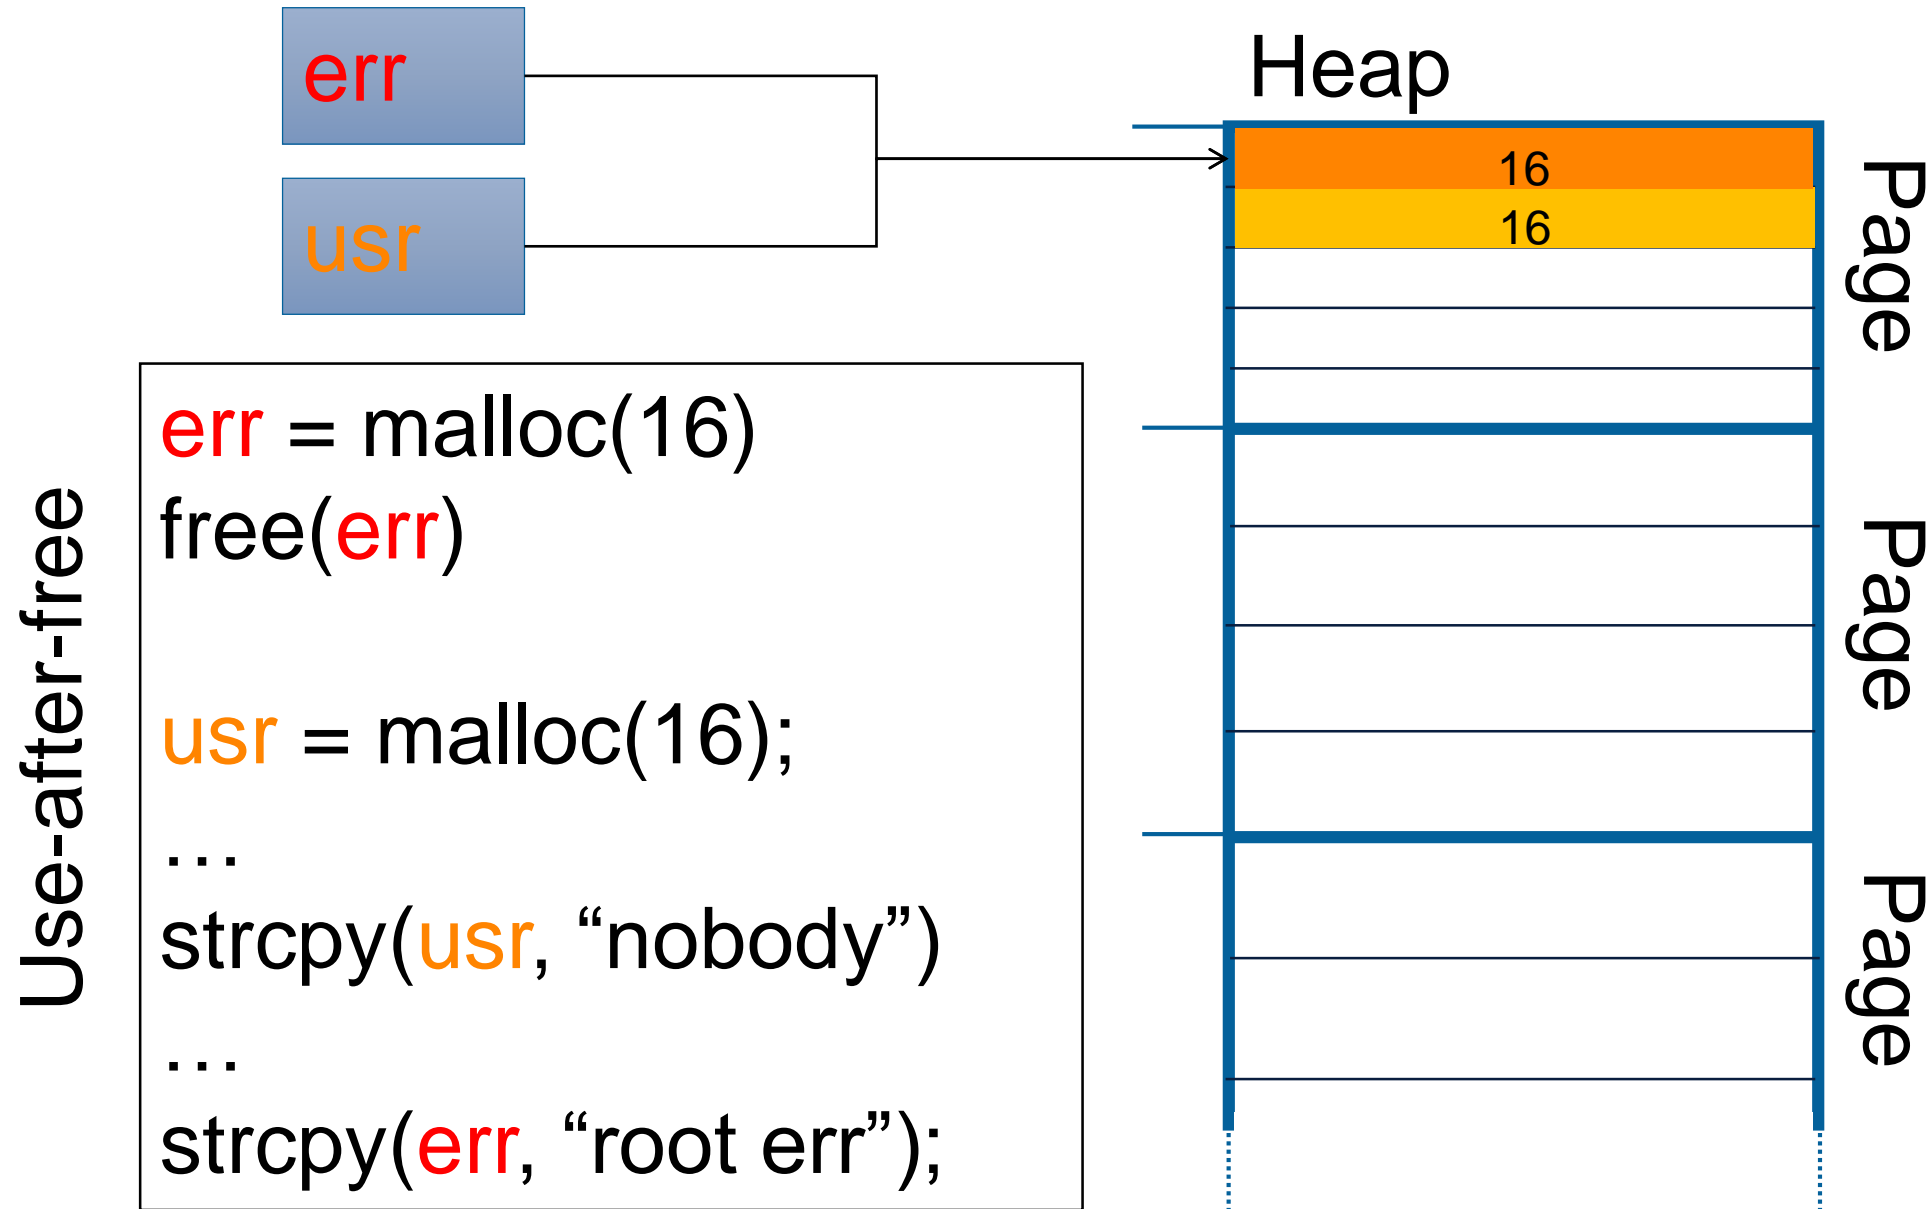 err
usr
Heap
16
16
Page
Page
Page
Use-after-free
err = malloc(16)
free(err)
usr = malloc(16);
…
strcpy(usr, “nobody”)
…
strcpy(err, “root err”);